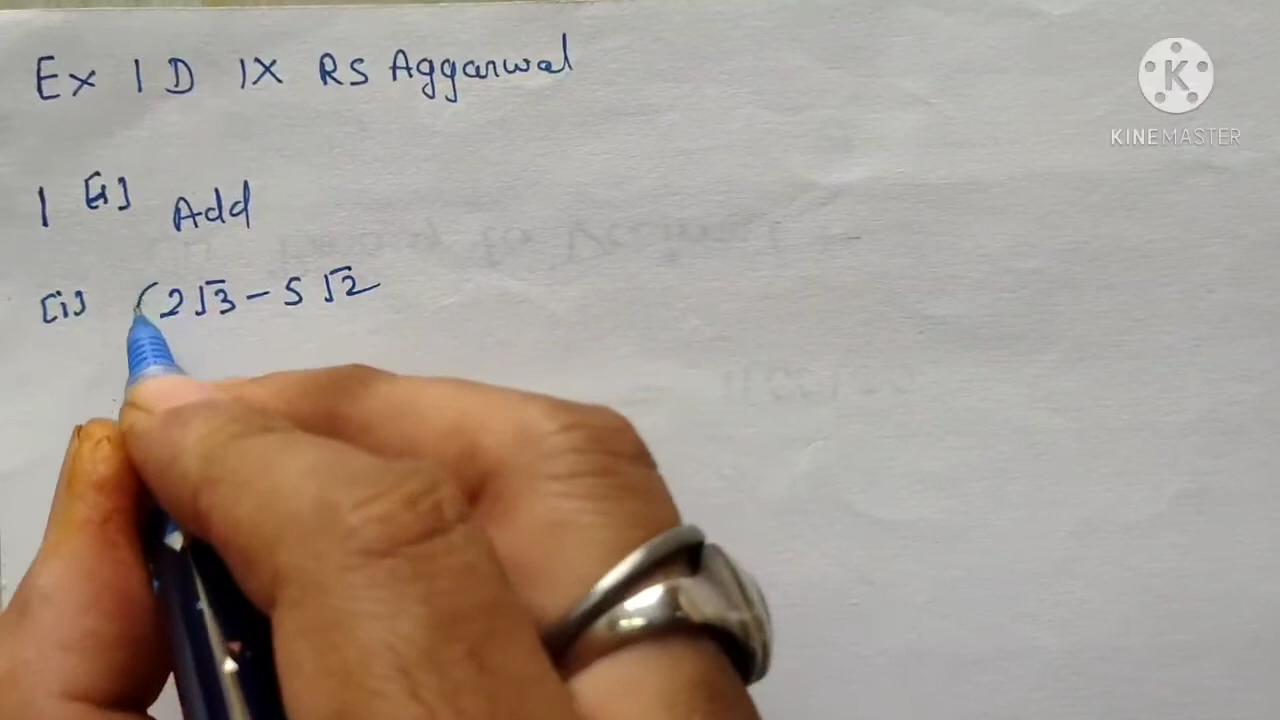 Ex 1D IX RS Aggarwal
K
KINEMASTER
1 [i] Add
[i] (2√3 - 5√2